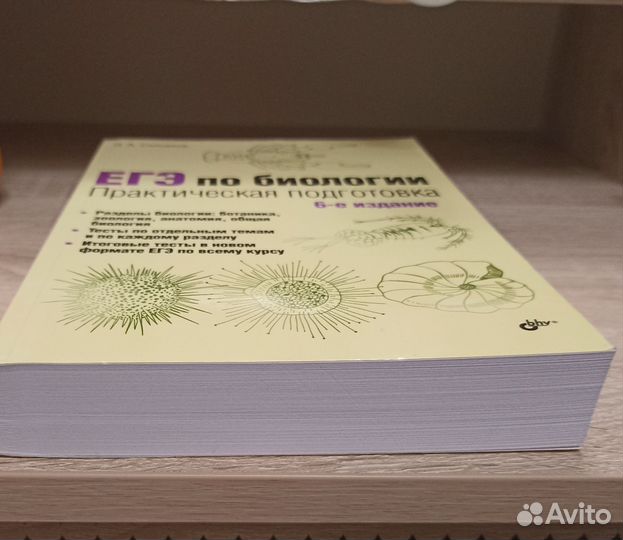 ЕГЭ по биологии
Практическая подготовка
6-е издание
Разделы биологии: ботаника,
зоология, анатомия, общая
биология
Тесты по отдельным темам
и по каждому разделу
Итоговые тесты в новом
формате ЕГЭ по всему курсу
bhv®
Avito